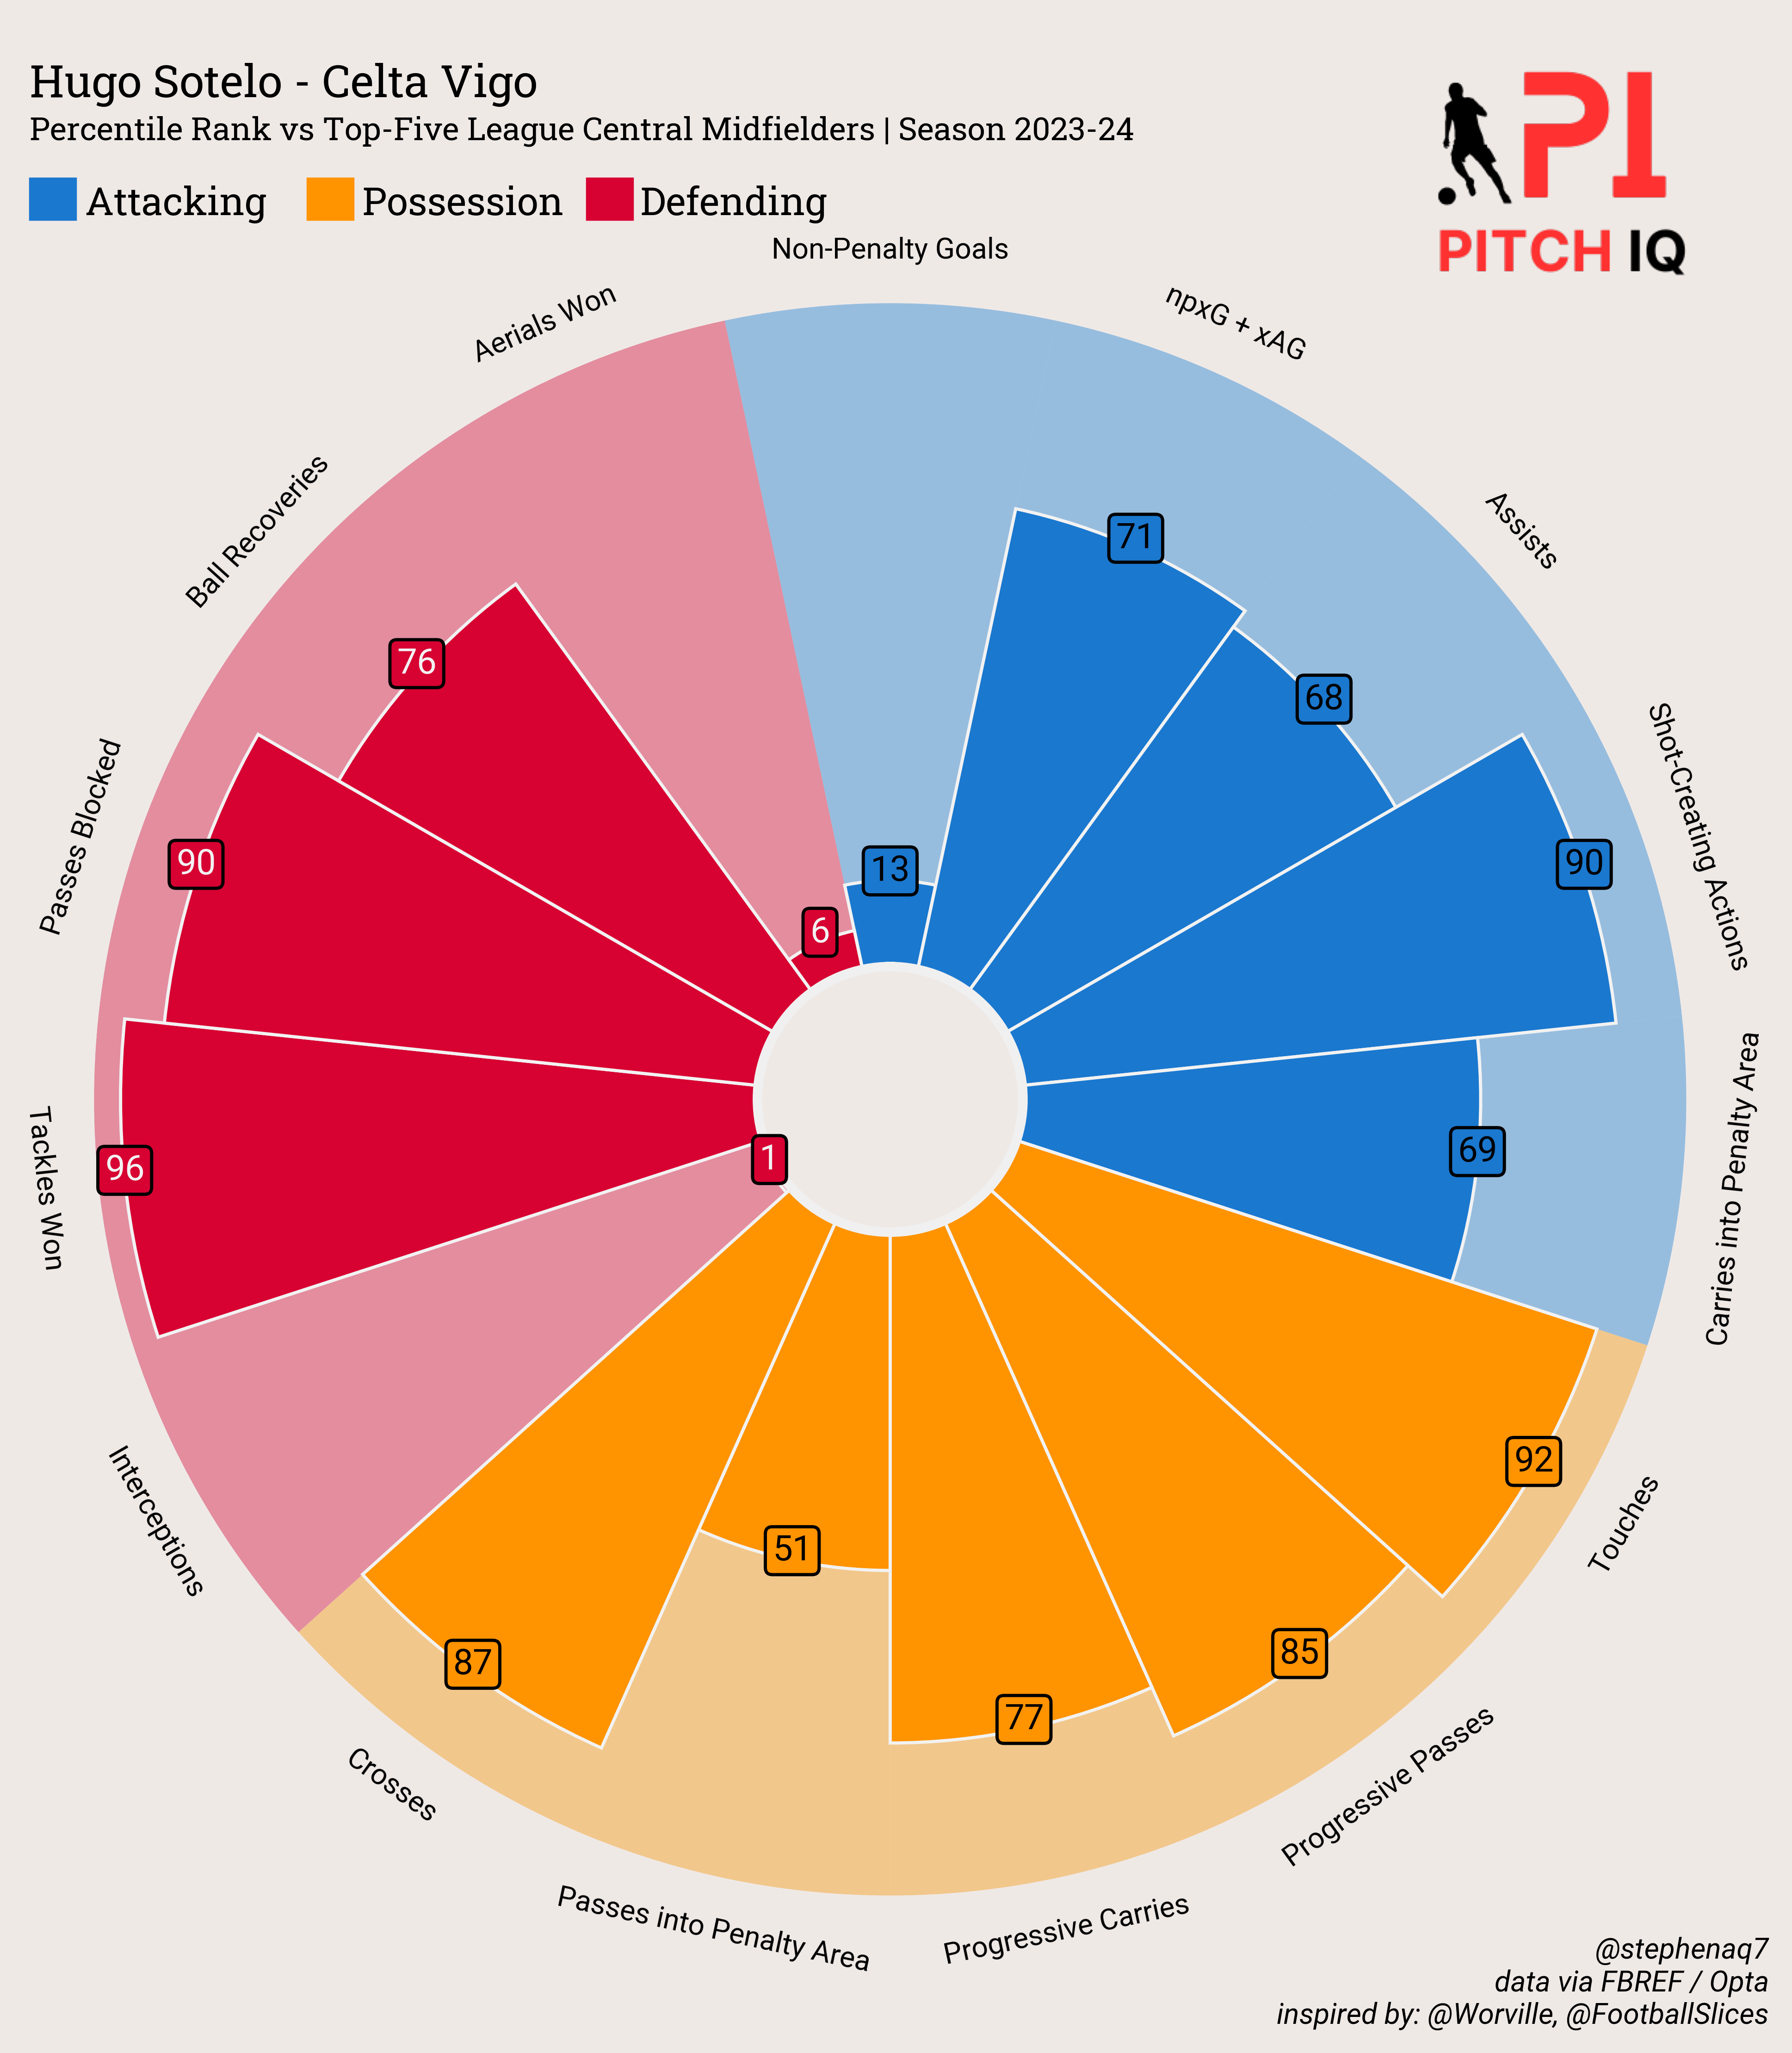 Hugo Sotelo - Celta Vigo
Percentile Rank vs Top-Five League Central Midfielders | Season 2023-24
Attacking
Possession
Defending
PI
PITCH IQ
Non-Penalty Goals
13
npxG + xAG
71
Assists
68
Shot-Creating Actions
90
Carries into Penalty Area
69
Touches
92
Progressive Passes
85
Progressive Carries
77
Passes into Penalty Area
51
Crosses
87
Interceptions
1
Tackles Won
96
Passes Blocked
90
Ball Recoveries
76
Aerials Won
6
@stephenaq7
data via FBREF / Opta
inspired by: @Worville, @FootballSlices